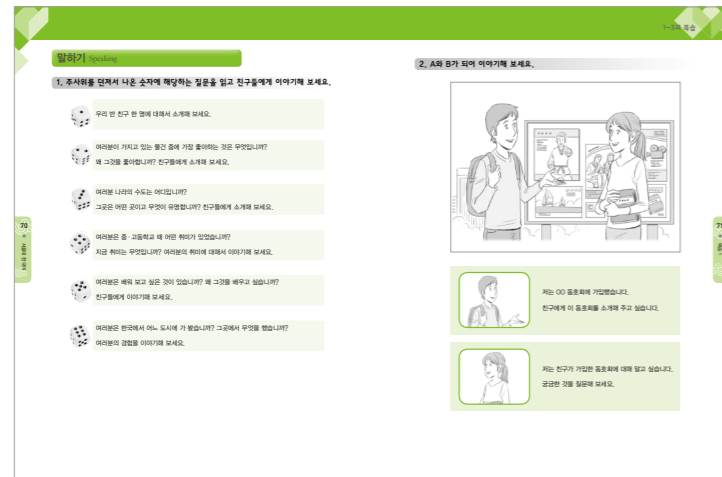 1-3과 복습
말하기 Speaking
1. 주사위를 던져서 나온 숫자에 해당하는 질문을 읽고 친구들에게 이야기해 보세요.
우리 반 친구 한 명에 대해서 소개해 보세요.
여러분이 가지고 있는 물건 중에 가장 좋아하는 것은 무엇입니까?
왜 그것을 좋아합니까? 친구들에게 소개해 보세요.
여러분 나라의 수도는 어디입니까?
그곳은 어떤 곳이고 무엇이 유명합니까? 친구들에게 소개해 보세요.
여러분은 중·고등학교 때 어떤 취미가 있었습니까?
지금 취미는 무엇입니까? 여러분의 취미에 대해서 이야기해 보세요.
여러분은 배워 보고 싶은 것이 있습니까? 왜 그것을 배우고 싶습니까?
친구들에게 이야기해 보세요.
여러분은 한국에서 어느 도시에 가 봤습니까? 그곳에서 무엇을 했습니까?
여러분의 경험을 이야기해 보세요.
70
서울대 한국어
2. A와 B가 되어 이야기해 보세요.
저는 OO 동호회에 가입했습니다.
친구에게 이 동호회를 소개해 주고 싶습니다.
저는 친구가 가입한 동호회에 대해 알고 싶습니다.
궁금한 것을 질문해 보세요.
71